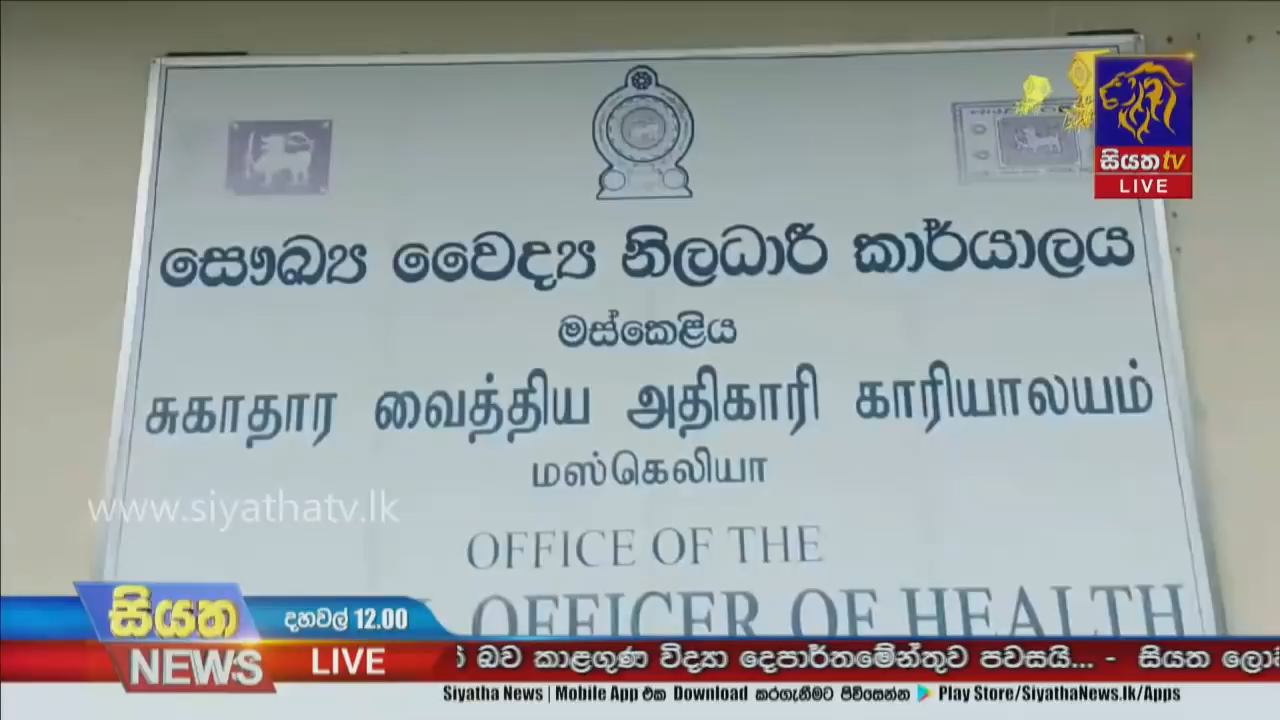 සියත tv
LIVE
සෞඛ්‍ය වෛද්‍ය නිලධාරී කාර්යාලය
මස්කෙළිය
சுகாதார வைத்திய அதிகாரி காரியாலயம்
மஸ்கெலியா
www.siyathatv.lk
OFFICE OF THE
OFFICER OF HEALTH
සියත
NEWS
දහවල් 12.00
LIVE
බව කාළගුණ විද්‍යා දෙපාර්තමේන්තුව පවසයි... - සියත
Siyatha News | Mobile App එක Download කරගැනීමට පිවිසෙන්න Play Store/SiyathaNews.lk/Apps